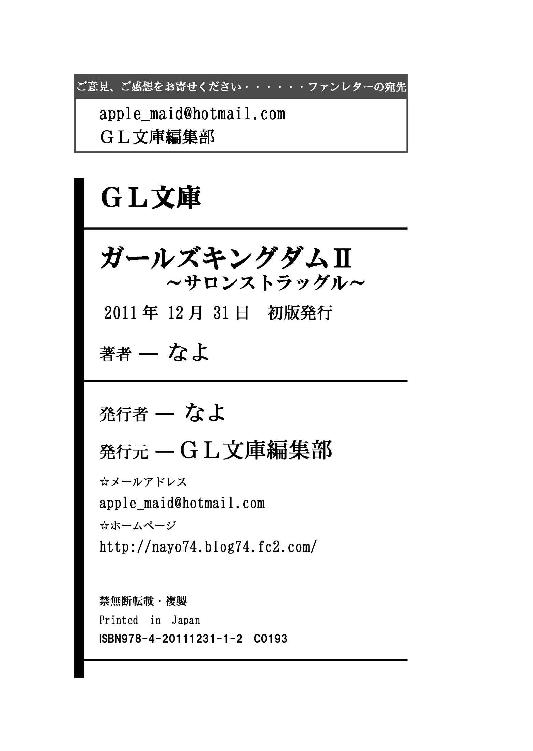 ご意見、ご感想をお寄せください・・・・・・ファンレターの宛先
apple_maid@hotmail.com
ＧＬ文庫編集部
ＧＬ文庫
ガールズキングダムⅡ
～サロンストラッグル～
2011年 12月 31日　初版発行
著者 ― なよ
発行者 ― なよ
発行元 ― ＧＬ文庫編集部
☆メールアドレス
apple_maid@hotmail.com
☆ホームページ
http://nayo74.blog74.fc2.com/
禁無断転載・複製
Printed in Japan
ISBN978-4-20111231-1-2　C0193